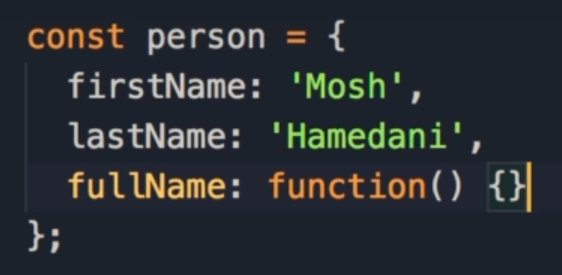 const person = {
  firstName: 'Mosh',
  lastName: 'Hamedani',
  fullName: function() {}
};